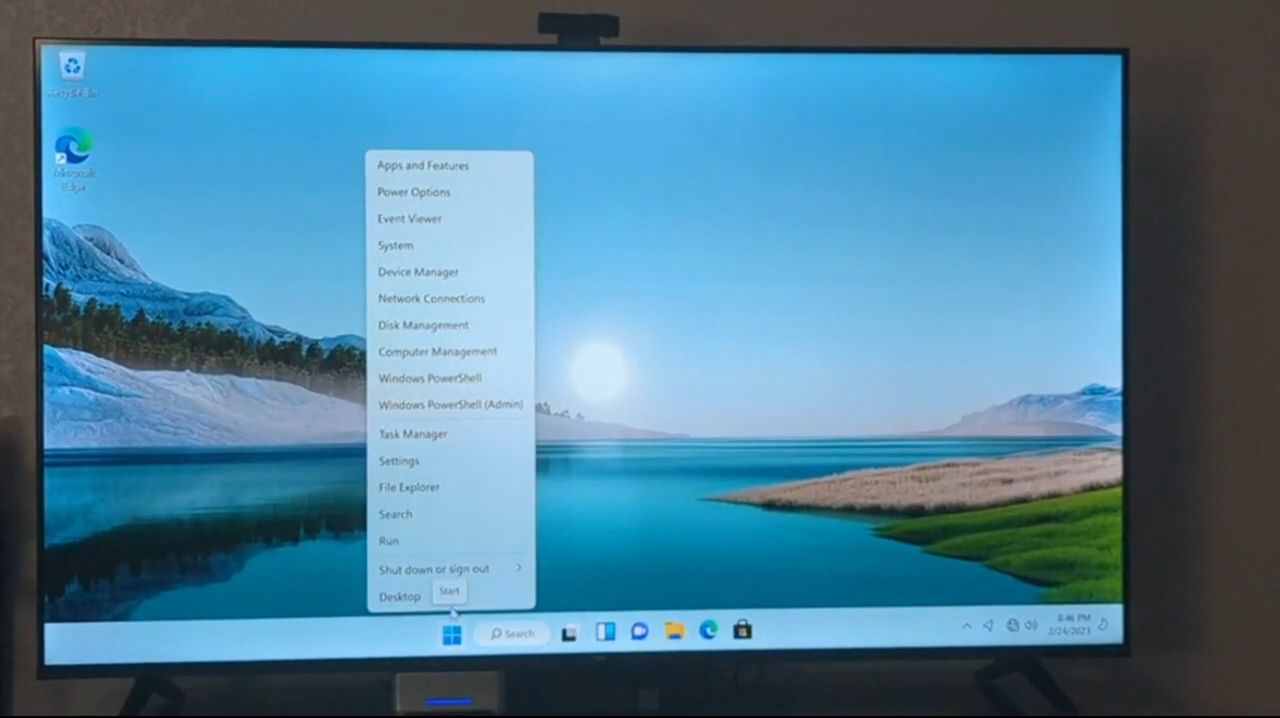 Recycle Bin
Microsoft
Edge
Apps and Features
Power Options
Event Viewer
System
Device Manager
Network Connections
Disk Management
Computer Management
Windows PowerShell
Windows PowerShell (Admin)
Task Manager
Settings
File Explorer
Search
Run
Shut down or sign out
Desktop
Start
Search
8:46 PM
2/24/2023